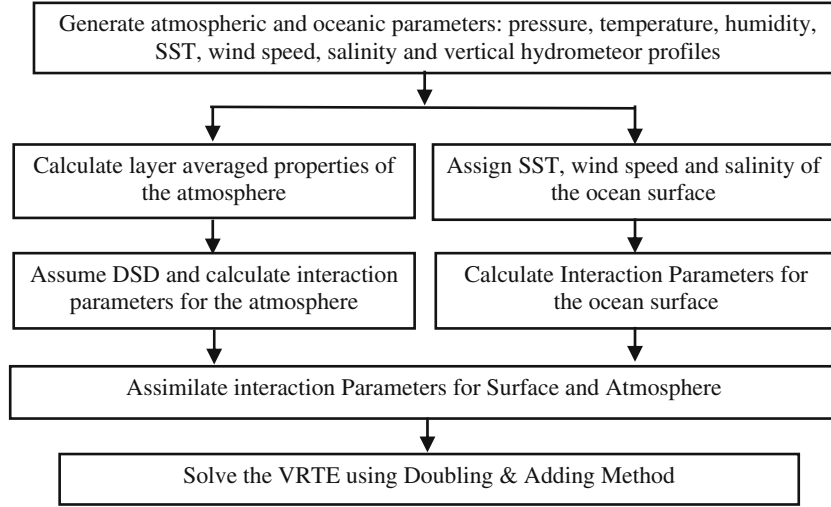 Generate atmospheric and oceanic parameters: pressure, temperature, humidity,
SST, wind speed, salinity and vertical hydrometeor profiles
Calculate layer averaged properties of
the atmosphere
Assign SST, wind speed and salinity of
the ocean surface
Assume DSD and calculate interaction
parameters for the atmosphere
Calculate Interaction Parameters for
the ocean surface
Assimilate interaction Parameters for Surface and Atmosphere
Solve the VRTE using Doubling & Adding Method